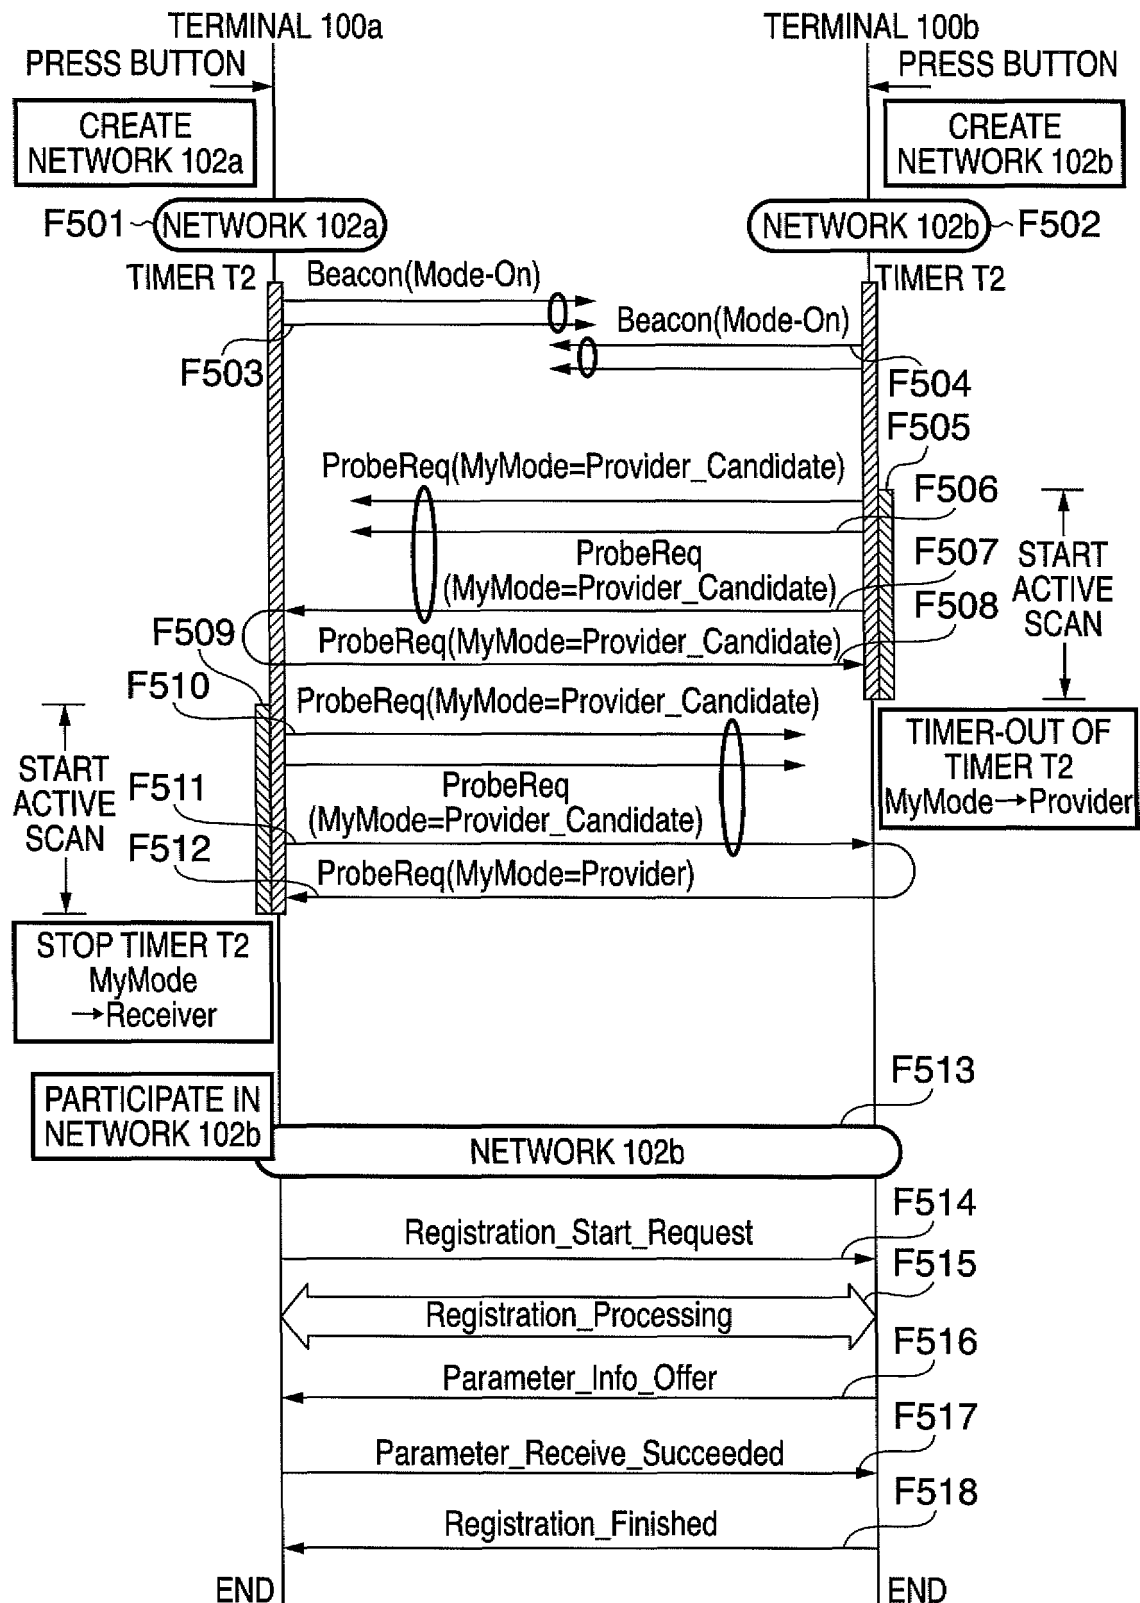 TERMINAL 100a
TERMINAL 100b
PRESS BUTTON
PRESS BUTTON
CREATE
NETWORK 102a
CREATE
NETWORK 102b
F501
NETWORK 102a
NETWORK 102b
F502
TIMER T2
Beacon(Mode-On)
TIMER T2
Beacon(Mode-On)
F503
F504
F505
ProbeReq(MyMode=Provider_Candidate)
F506
ProbeReq
(MyMode=Provider_Candidate)
F507
START
ACTIVE
SCAN
F508
F509
ProbeReq(MyMode=Provider_Candidate)
F510
ProbeReq(MyMode=Provider_Candidate)
TIMER-OUT OF
TIMER T2
MyMode→Provider
START
ACTIVE
SCAN
F511
ProbeReq
(MyMode=Provider_Candidate)
F512
ProbeReq(MyMode=Provider)
STOP TIMER T2
MyMode
→Receiver
F513
PARTICIPATE IN
NETWORK 102b
NETWORK 102b
F514
Registration_Start_Request
F515
Registration_Processing
F516
Parameter_Info_Offer
F517
Parameter_Receive_Succeeded
F518
Registration_Finished
END
END